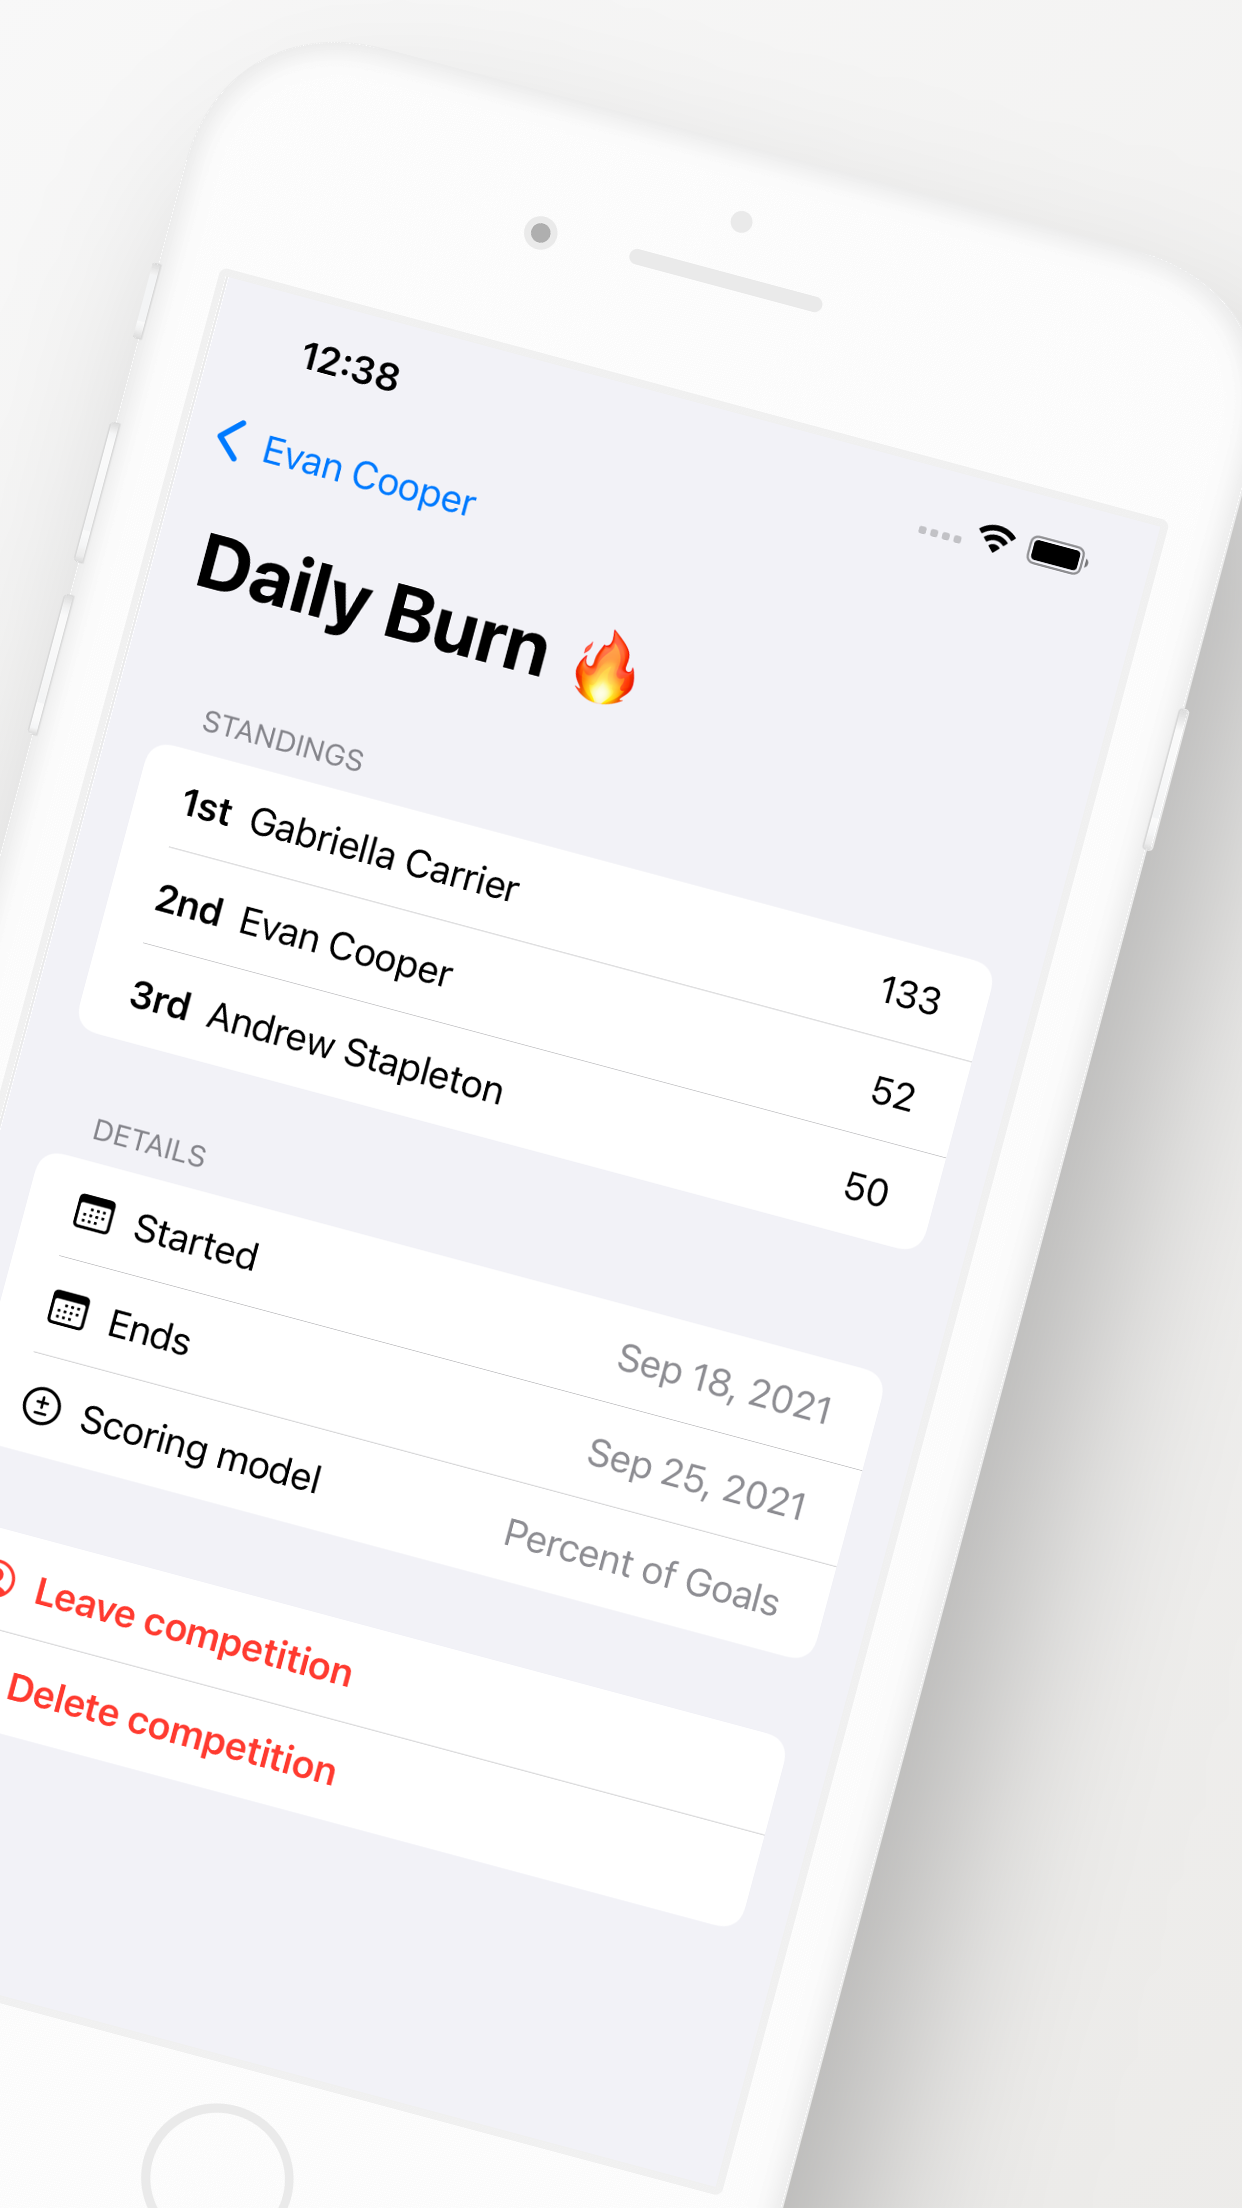 12:38
Evan Cooper
Daily Burn 🔥
STANDINGS
1st Gabriella Carrier 133
2nd Evan Cooper 52
3rd Andrew Stapleton 50
DETAILS
Started Sep 18, 2021
Ends Sep 25, 2021
Scoring model Percent of Goals
Leave competition
Delete competition